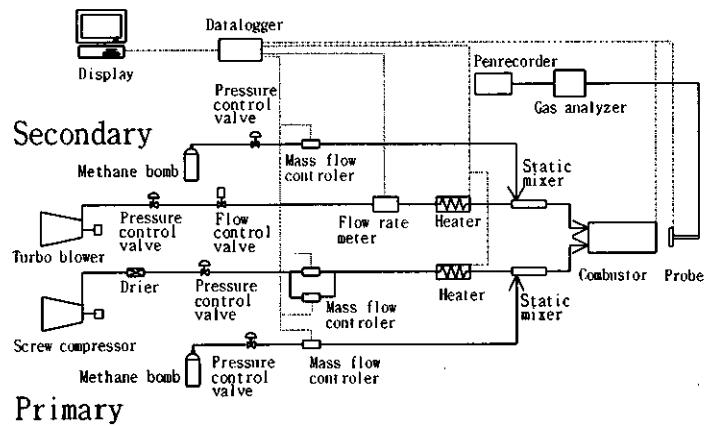 Datalogger
Display
Penrecorder
Gas analyzer
Pressure
control
valve
Secondary
Methane bomb
Mass flow
controler
Static
mixer
Turbo blower
Pressure
control
valve
Flow
control
valve
Flow rate
meter
Heater
Combustor
Probe
Drier
Pressure
control
valve
Mass flow
controler
Heater
Static
mixer
Screw compressor
Methane bomb
Pressure
control
valve
Mass flow
controler
Primary